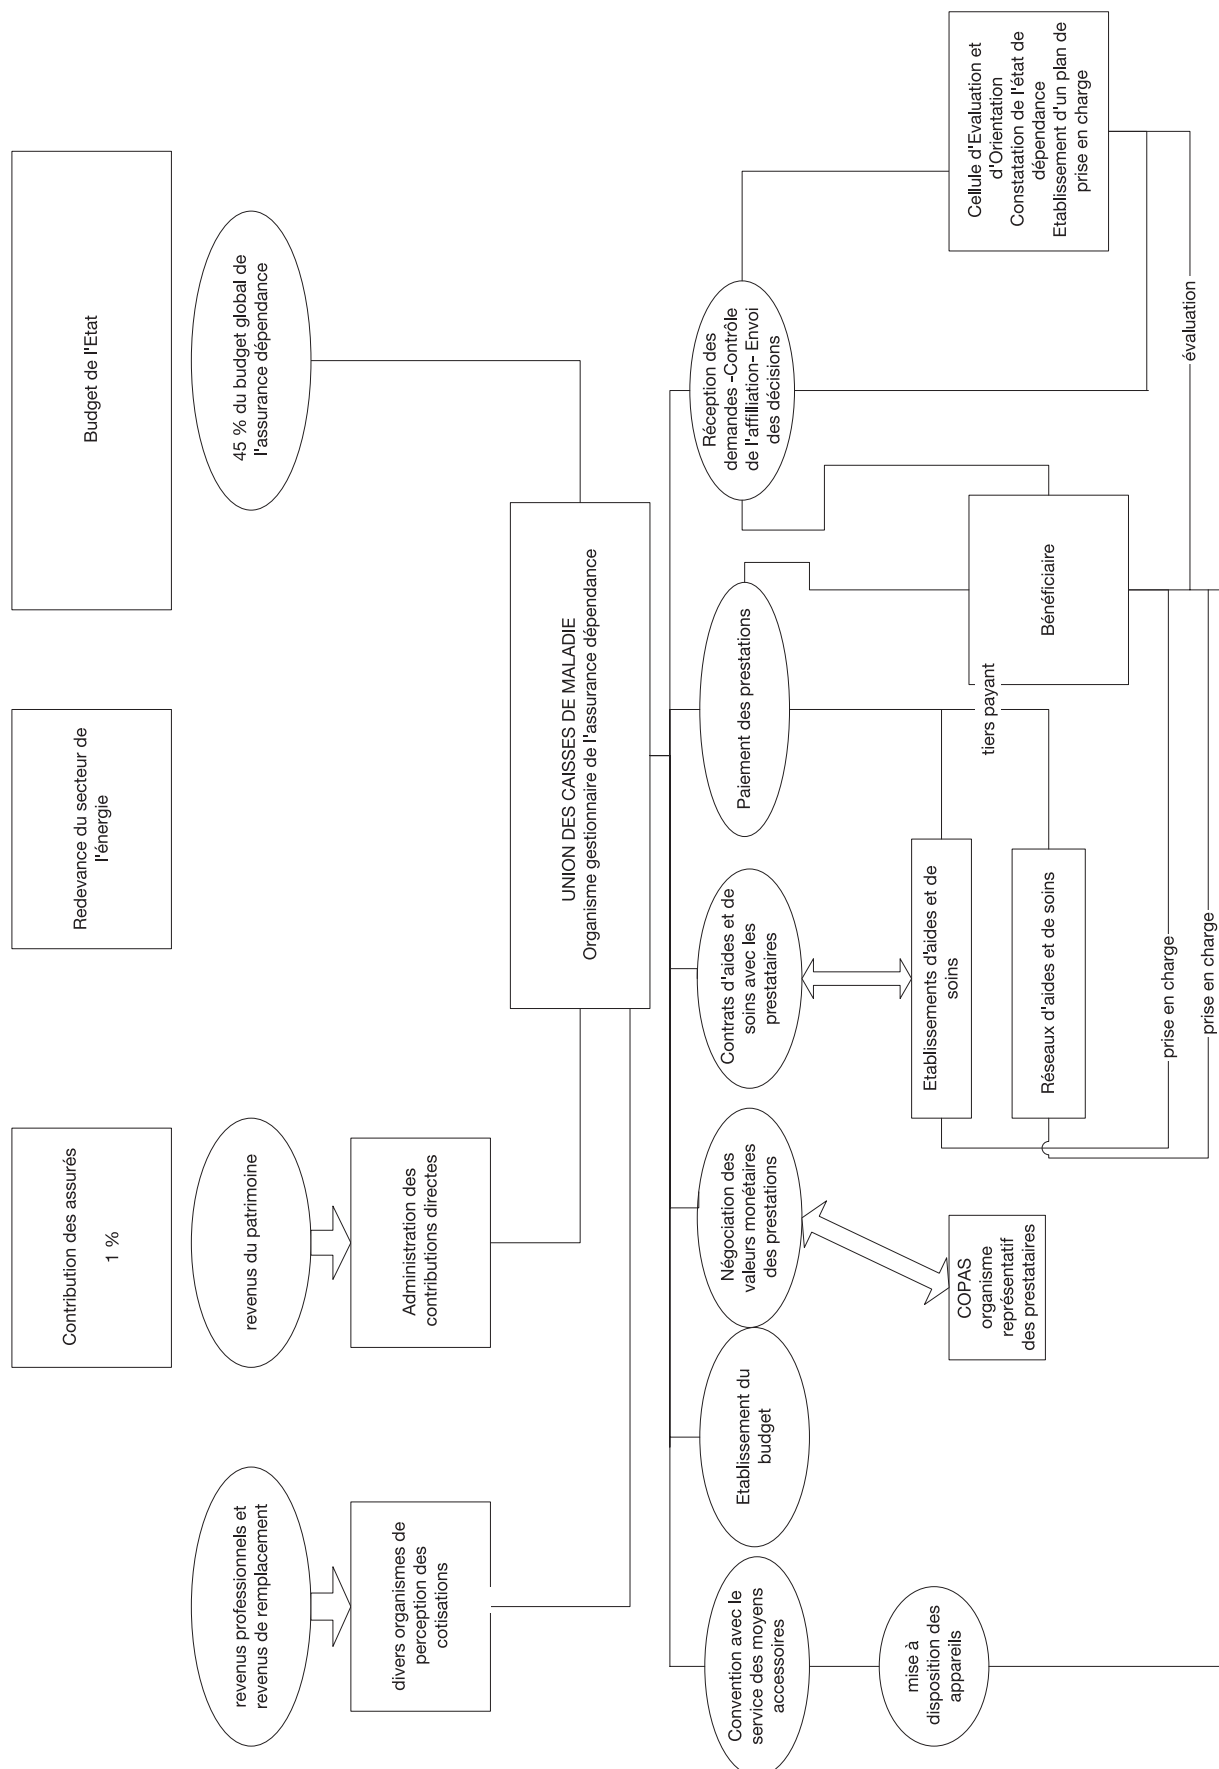 Contribution des assurés
1 %
Redevance du secteur de
l'énergie
Budget de l'Etat
revenus professionnels et
revenus de remplacement
revenus du patrimoine
45 % du budget global de
l'assurance dépendance
divers organismes de
perception des
cotisations
Administration des
contributions directes
UNION DES CAISSES DE MALADIE
Organisme gestionnaire de l'assurance dépendance
Convention avec le
service des moyens
accessoires
Etablissement du
budget
Négociation des
valeurs monétaires
des prestations
Contrats d'aides et de
soins avec les
prestataires
Paiement des prestations
Réception des
demandes -Contrôle
de l'affilliation- Envoi
des décisions
mise à
disposition des
appareils
COPAS
organisme
représentatif
des prestataires
Etablissements d'aides et de
soins
Réseaux d'aides et de soins
tiers payant
Bénéficiaire
Cellule d'Evaluation et
d'Orientation
Constatation de l'état de
dépendance
Etablissement d'un plan de
prise en charge
prise en charge
prise en charge
évaluation